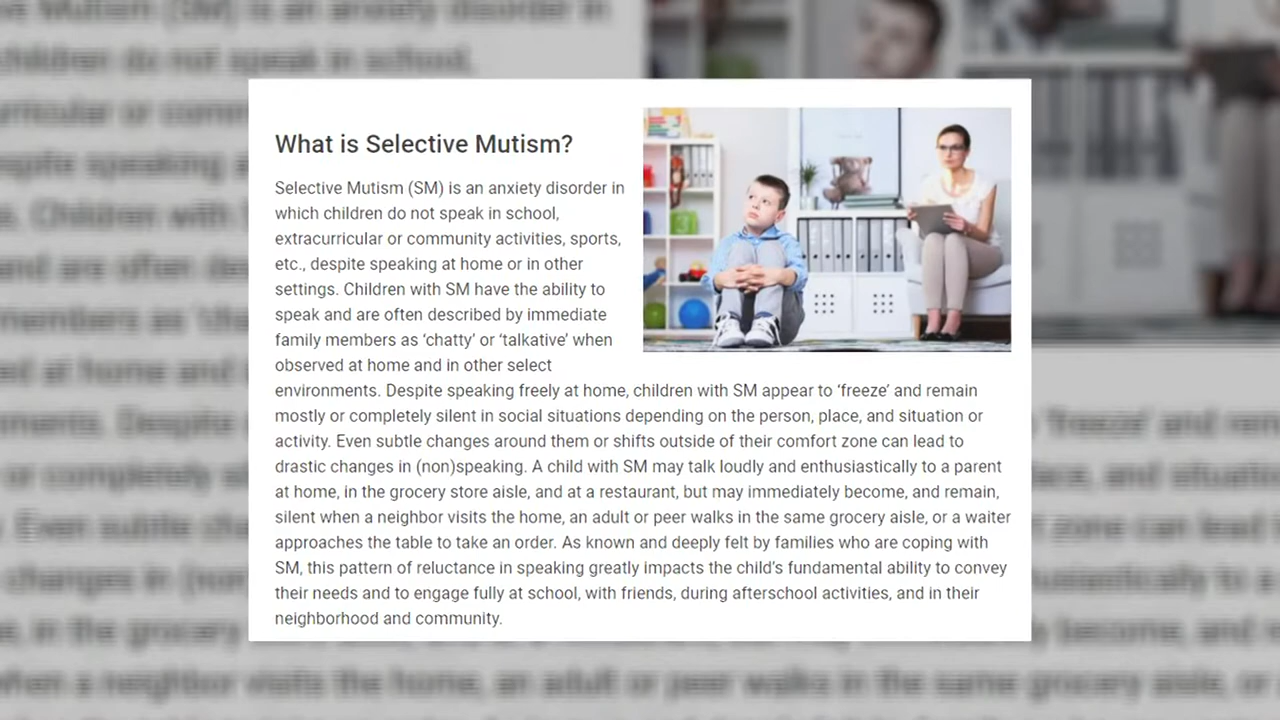 What is Selective Mutism?
Selective Mutism (SM) is an anxiety disorder in
which children do not speak in school,
extracurricular or community activities, sports,
etc., despite speaking at home or in other
settings. Children with SM have the ability to
speak and are often described by immediate
family members as ‘chatty’ or ‘talkative’ when
observed at home and in other select
environments. Despite speaking freely at home, children with SM appear to ‘freeze’ and remain
mostly or completely silent in social situations depending on the person, place, and situation or
activity. Even subtle changes around them or shifts outside of their comfort zone can lead to
drastic changes in (non)speaking. A child with SM may talk loudly and enthusiastically to a parent
at home, in the grocery store aisle, and at a restaurant, but may immediately become, and remain,
silent when a neighbor visits the home, an adult or peer walks in the same grocery aisle, or a waiter
approaches the table to take an order. As known and deeply felt by families who are coping with
SM, this pattern of reluctance in speaking greatly impacts the child’s fundamental ability to convey
their needs and to engage fully at school, with friends, during afterschool activities, and in their
neighborhood and community.